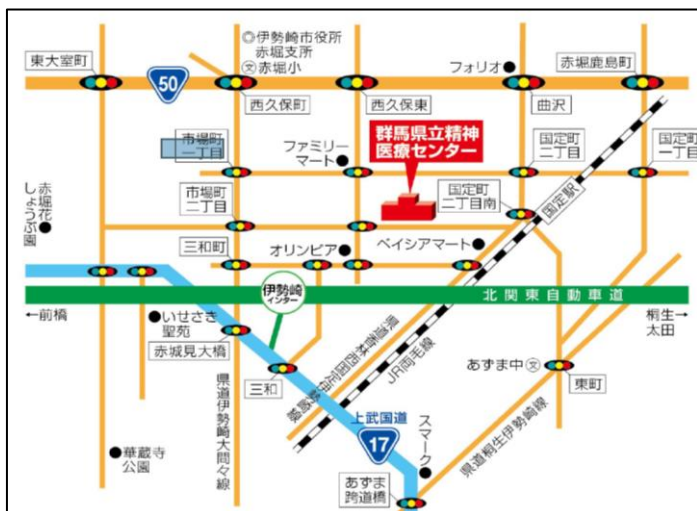 ◎伊勢崎市役所
赤堀支所
文赤堀小
フォリオ●
東大室町
50
西久保町
西久保東
曲沢
赤堀鹿島町
市場町
一丁目
ファミリー
マート●
群馬県立精神
医療センター
国定町
二丁目
国定町
一丁目
赤堀花
しょうぶ園
市場町
二丁目
国定町
二丁目南
国定駅
三和町
オリンピア
ベイシアマート
伊勢崎
インター
北関東自動車道
←前橋
桐生→
太田
●いせさき
聖苑
赤城見大橋
三和
JR両毛線
あずま中文
東町
県道伊勢崎大間々線
上武国道
17
スマーク
県道桐生伊勢崎線
●華蔵寺
公園
あずま
跨道橋